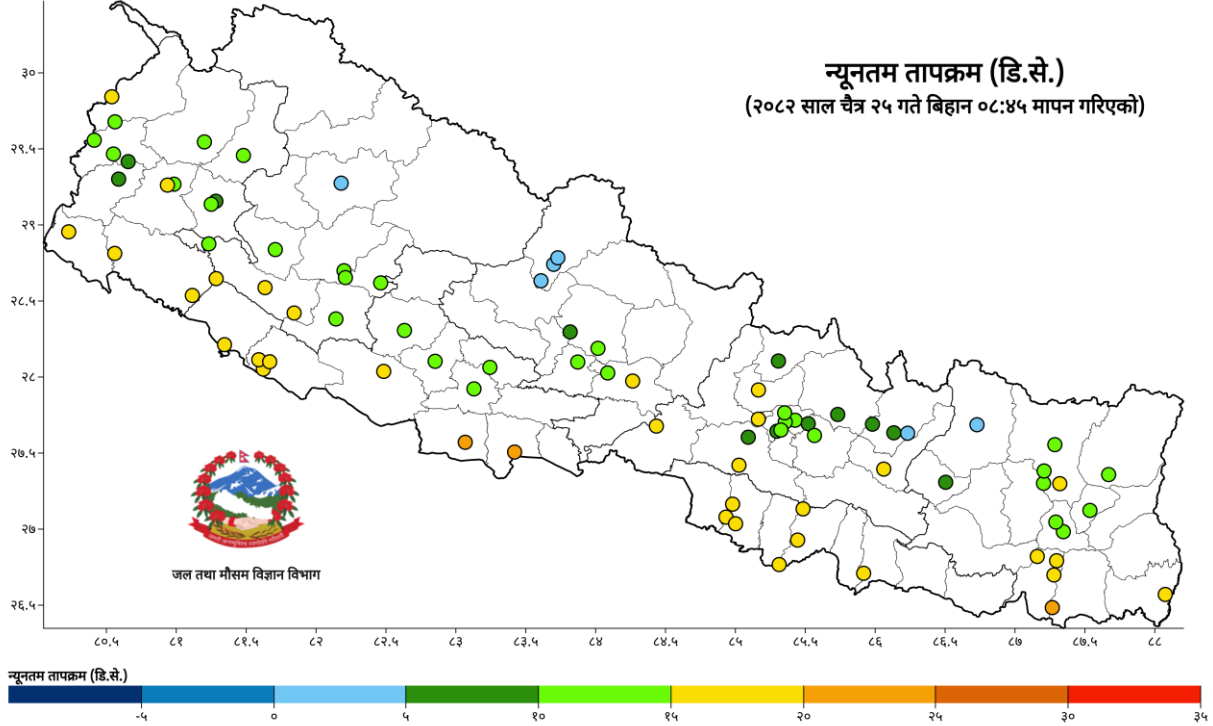 न्यूनतम तापक्रम (डि.से.)
(२०८२ साल चैत्र २५ गते बिहान ०८:४५ मापन गरिएको)
३०
२९.५
२९
२८.५
२८
२७.५
२७
२६.५
जल तथा मौसम विज्ञान विभाग
८०.५ ८१ ८१.५ ८२ ८२.५ ८३ ८३.५ ८४ ८४.५ ८५ ८५.५ ८६ ८६.५ ८७ ८७.५ ८८
न्यूनतम तापक्रम (डि.से.)
-५ ० ५ १० १५ २० २५ ३० ३५